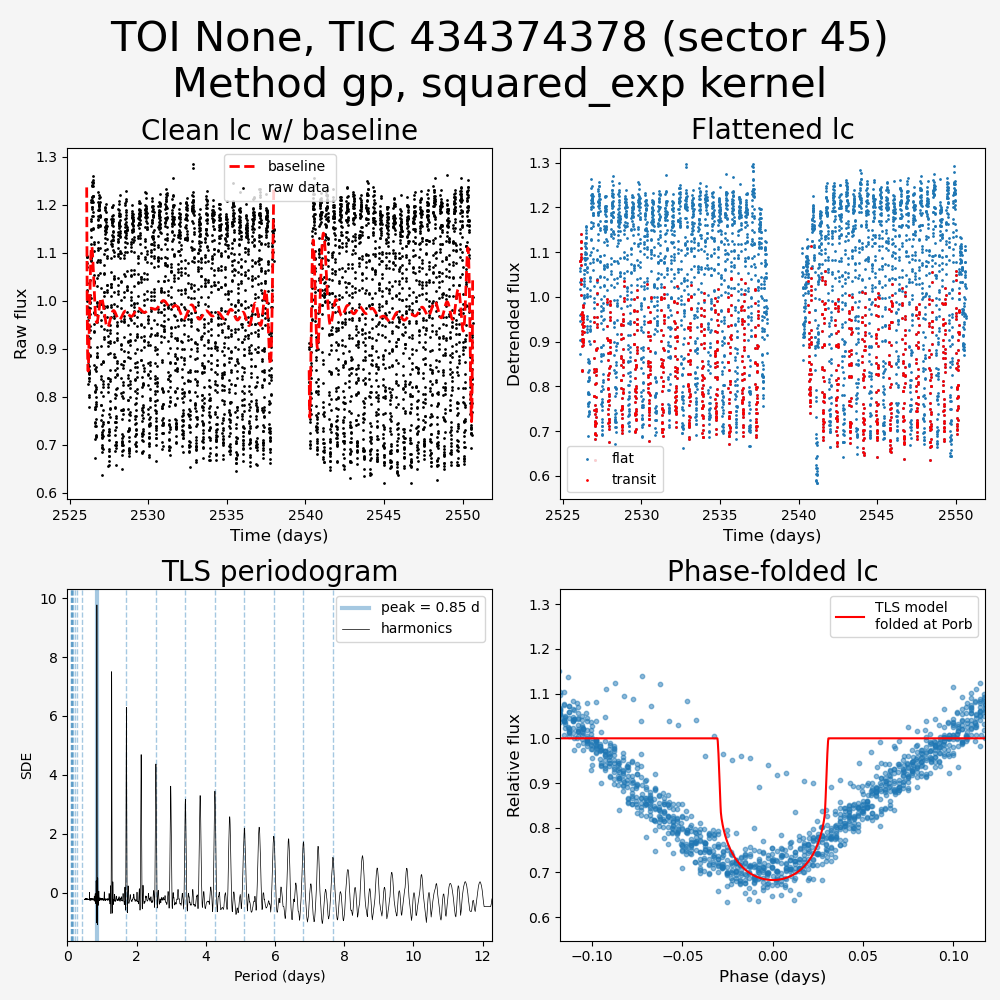 TOI None, TIC 434374378 (sector 45)
Method gp, squared_exp kernel
Clean lc w/ baseline
baseline
raw data
Raw flux
1.3
1.2
1.1
1.0
0.9
0.8
0.7
0.6
2525
2530
2535
2540
2545
2550
Time (days)
Flattened lc
flat
transit
Detrended flux
1.3
1.2
1.1
1.0
0.9
0.8
0.7
0.6
2525
2530
2535
2540
2545
2550
Time (days)
TLS periodogram
peak = 0.85 d
harmonics
SDE
10
8
6
4
2
0
0
2
4
6
8
10
12
Period (days)
Phase-folded lc
TLS model
folded at Porb
Relative flux
1.3
1.2
1.1
1.0
0.9
0.8
0.7
0.6
−0.10
−0.05
0.00
0.05
0.10
Phase (days)